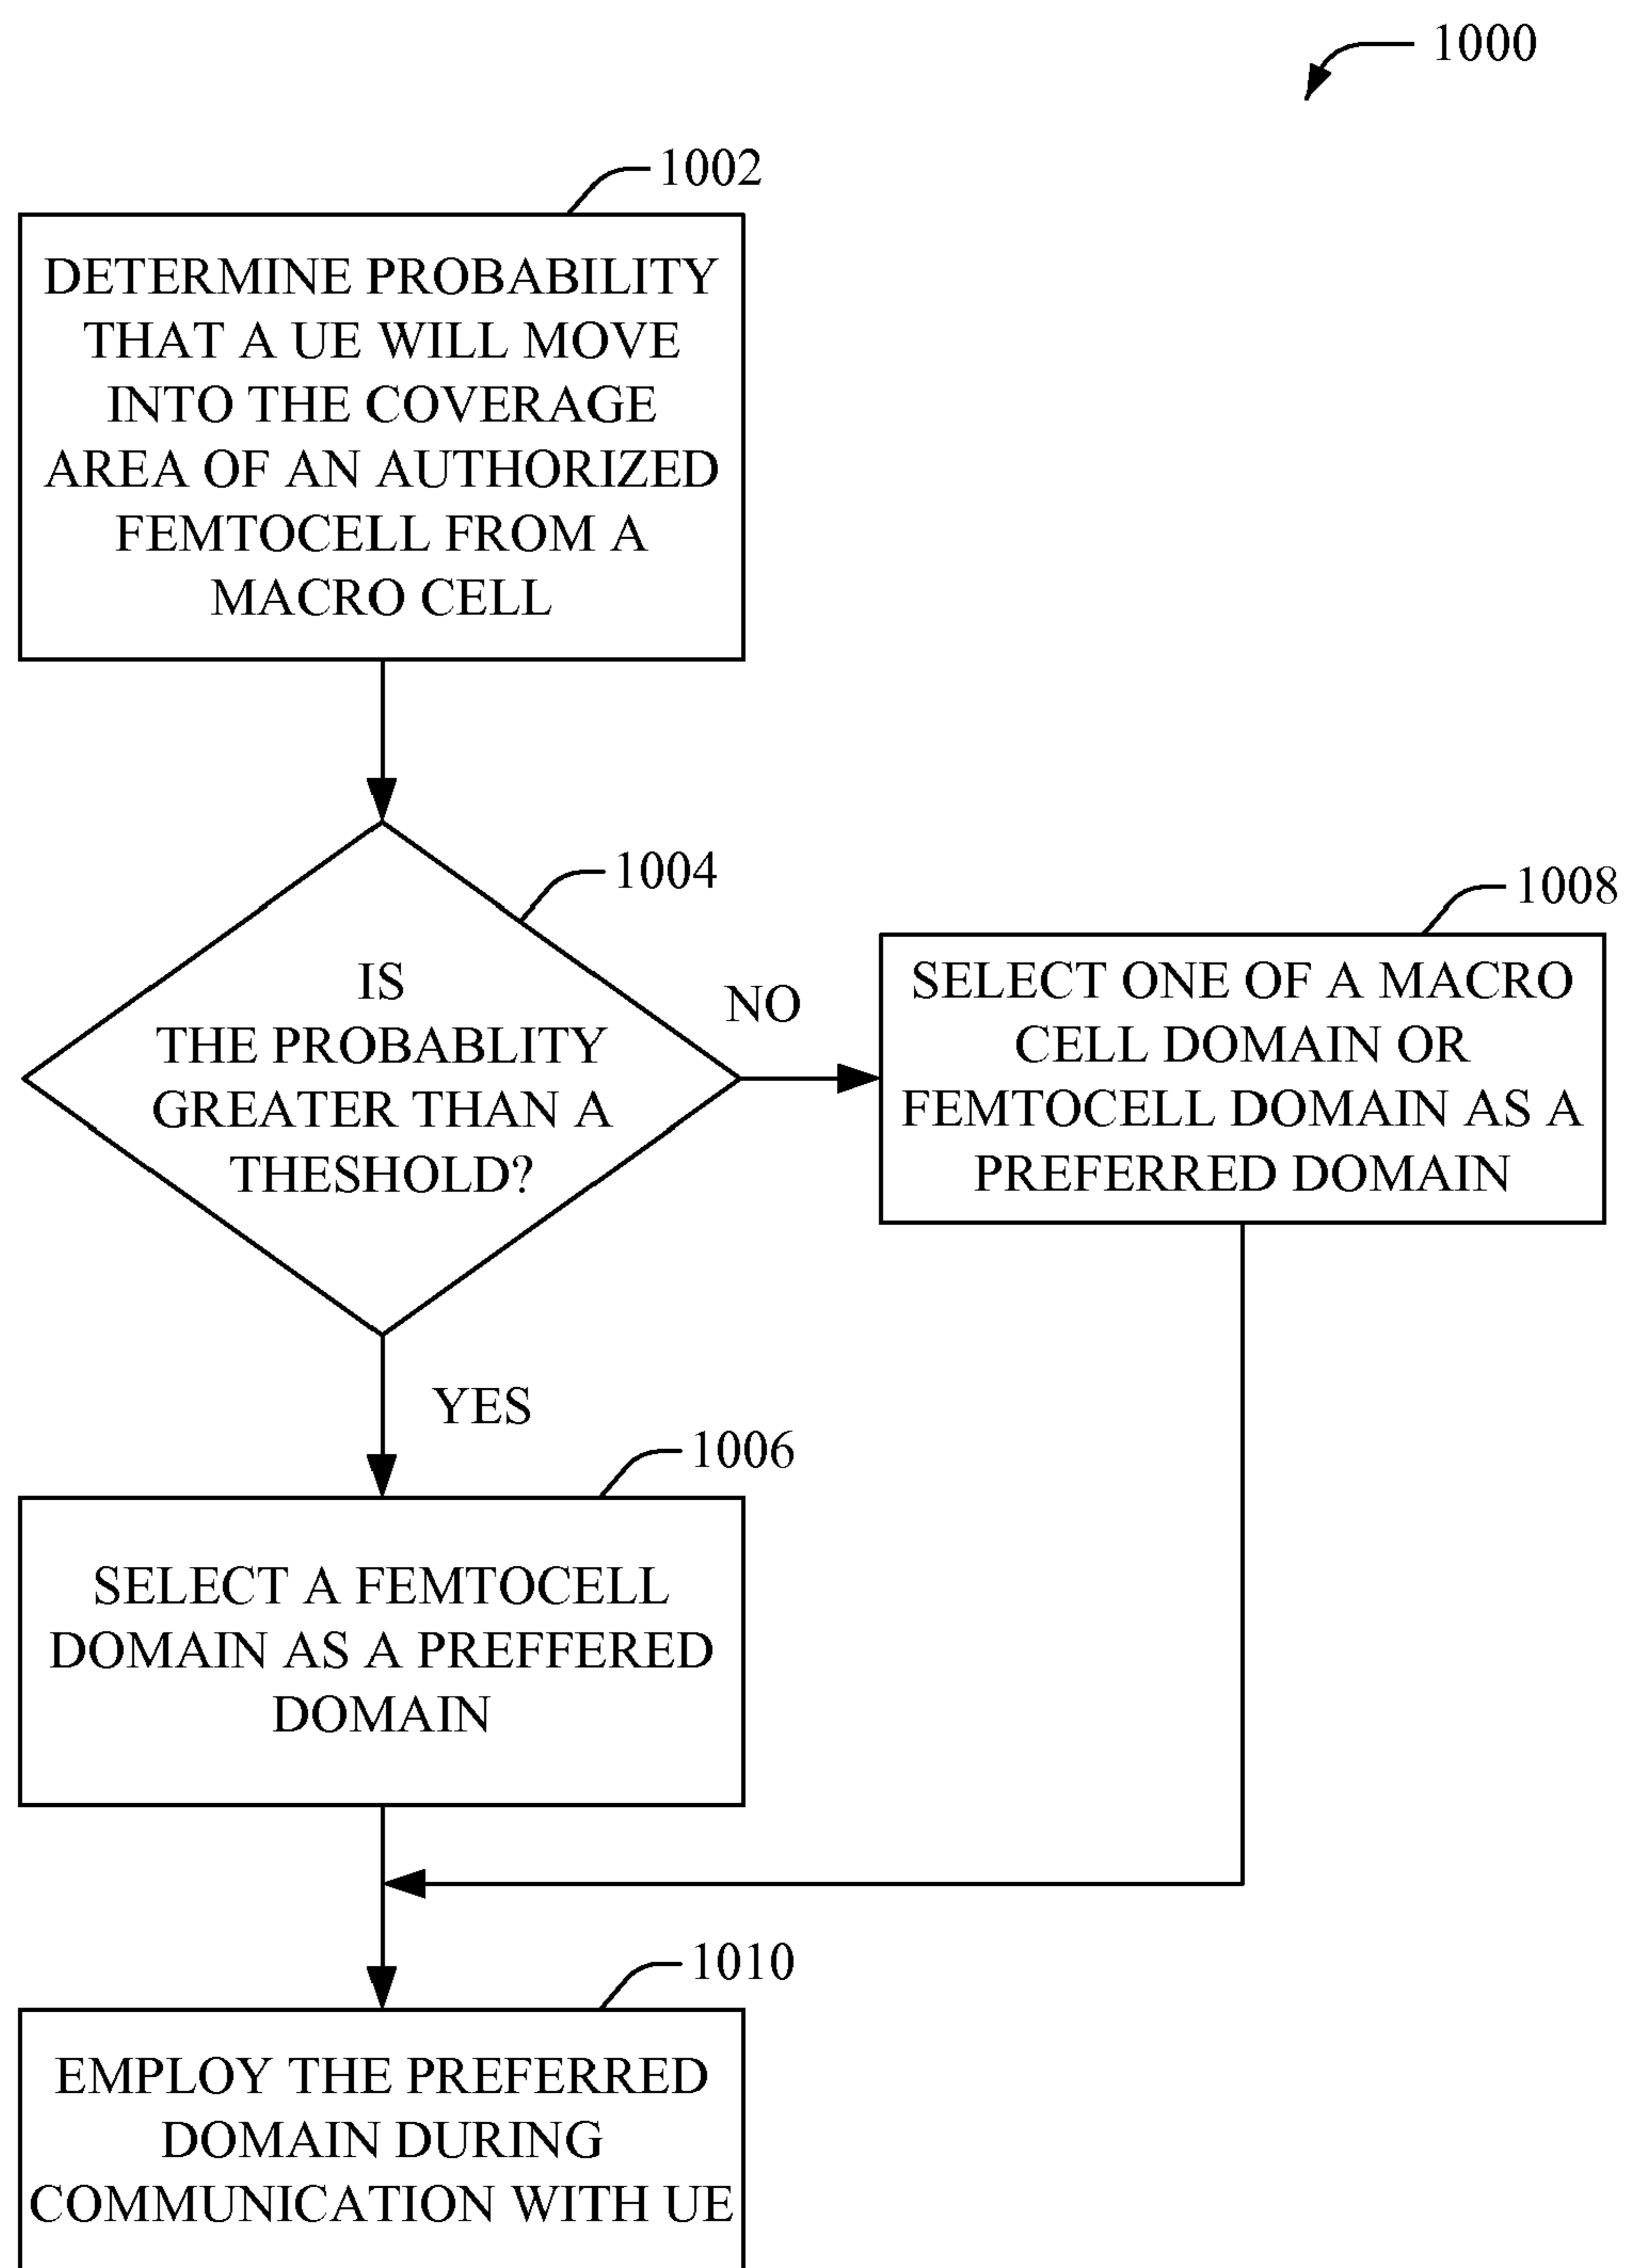 1000
1002
DETERMINE PROBABILITY
THAT A UE WILL MOVE
INTO THE COVERAGE
AREA OF AN AUTHORIZED
FEMTOCELL FROM A
MACRO CELL
1004
IS
THE PROBABLITY
GREATER THAN A
THESHOLD?
NO
1008
SELECT ONE OF A MACRO
CELL DOMAIN OR
FEMTOCELL DOMAIN AS A
PREFERRED DOMAIN
YES
1006
SELECT A FEMTOCELL
DOMAIN AS A PREFFERED
DOMAIN
1010
EMPLOY THE PREFERRED
DOMAIN DURING
COMMUNICATION WITH UE